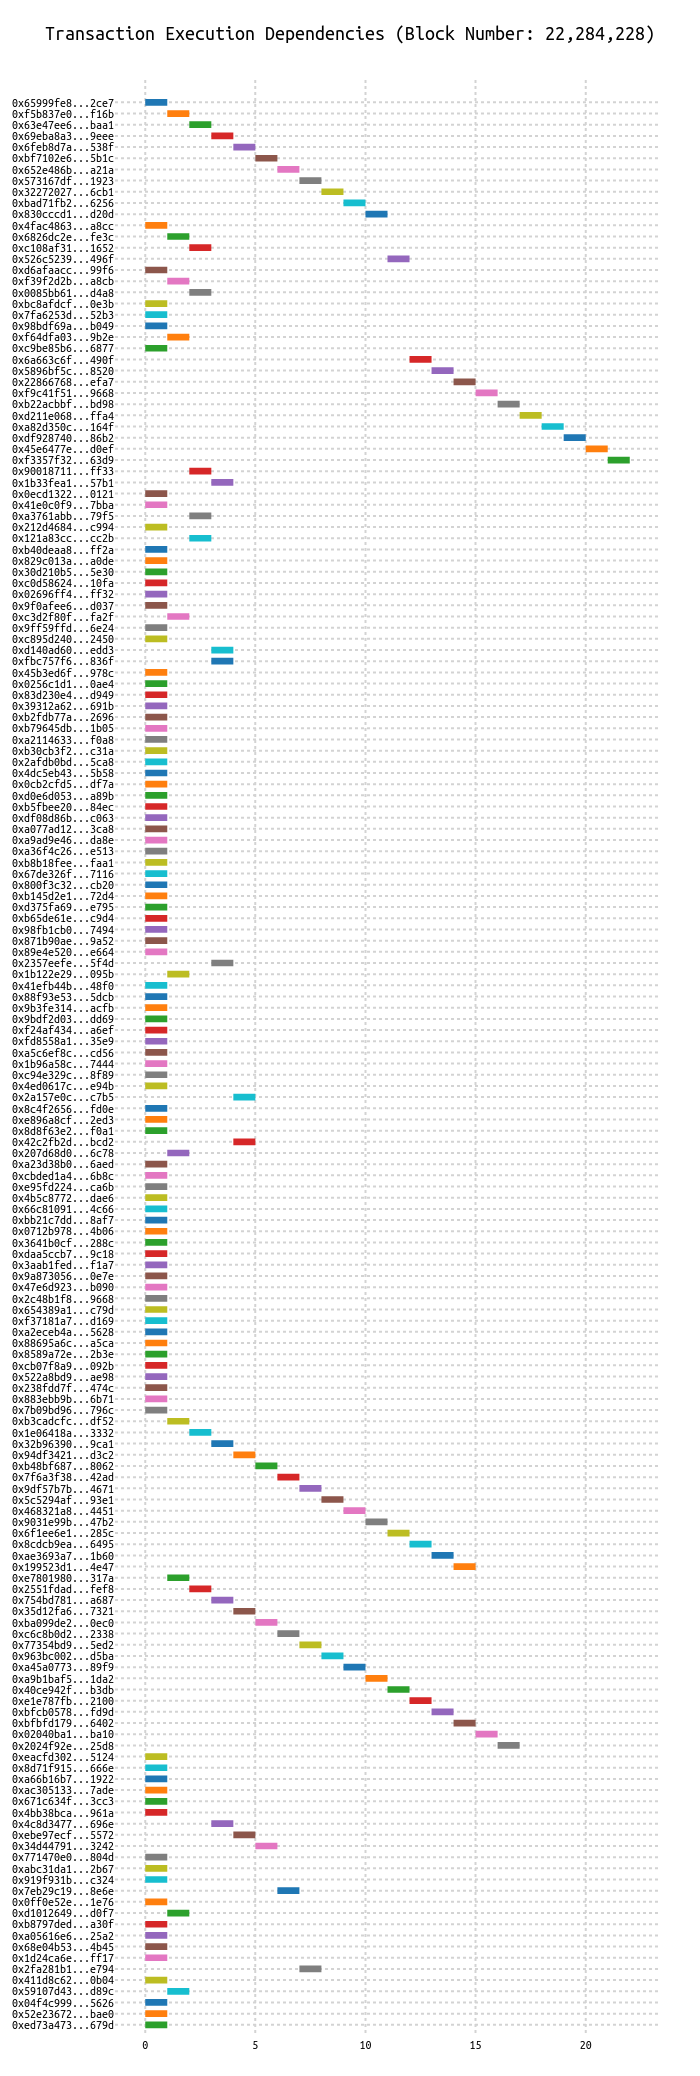 Transaction Execution Dependencies (Block Number: 22,284,228)
0x65999fe8...2ce7
0xf5b837e0...f16b
0x63e47ee6...baa1
0x69eba8a3...9eee
0x6feb8d7a...538f
0xbf7102e6...5b1c
0x652e486b...a21a
0x573167df...1923
0x32272027...6cb1
0xbad71fb2...6256
0x830cccd1...d20d
0x4fac4863...a8cc
0x6826dc2e...fe3c
0xc108af31...1652
0x526c5239...496f
0xd6afaacc...99f6
0xf39f2d2b...a8cb
0x0085bb61...d4a8
0xbc8afdcf...0e3b
0x7fa6253d...52b3
0x98bdf69a...b049
0xf64dfa03...9b2e
0xc9be85b6...6877
0x6a663c6f...490f
0x5896bf5c...8520
0x22866768...efa7
0xf9c41f51...9668
0xb22acbbf...bd98
0xd211e068...ffa4
0xa82d350c...164f
0xdf928740...86b2
0x45e6477e...d0ef
0xf3357f32...63d9
0x90018711...ff33
0x1b33fea1...57b1
0x0ecd1322...0121
0x41e0c0f9...7bba
0xa3761abb...79f5
0x212d4684...c994
0x121a83cc...cc2b
0xb40deaa8...ff2a
0x829c013a...a0de
0x30d210b5...5e30
0xc0d58624...10fa
0x02696ff4...ff32
0x9f0afee6...d037
0xc3d2f80f...fa2f
0x9ff59ffd...6e24
0xc895d240...2450
0xd140ad60...edd3
0xfbc757f6...836f
0x45b3ed6f...978c
0x0256c1d1...0ae4
0x83d230e4...d949
0x39312a62...691b
0xb2fdb77a...2696
0xb79645db...1b05
0xa2114633...f0a8
0xb30cb3f2...c31a
0x2afdb0bd...5ca8
0x4dc5eb43...5b58
0x0cb2cfd5...df7a
0xd0e6d053...a89b
0xb5fbee20...84ec
0xdf08d86b...c063
0xa077ad12...3ca8
0xa9ad9e46...da8e
0xa36f4c26...e513
0xb8b18fee...faa1
0x67de326f...7116
0x800f3c32...cb20
0xb145d2e1...72d4
0xd375fa69...e795
0xb65de61e...c9d4
0x98fb1cb0...7494
0x871b90ae...9a52
0x89e4e520...e664
0x2357eefe...5f4d
0x1b122e29...095b
0x41efb44b...48f0
0x88f93e53...5dcb
0x9b3fe314...acfb
0x9bdf2d03...dd69
0xf24af434...a6ef
0xfd8558a1...35e9
0xa5c6ef8c...cd56
0x1b96a58c...7444
0xc94e329c...8f89
0x4ed0617c...e94b
0x2a157e0c...c7b5
0x8c4f2656...fd0e
0xe896a8cf...2ed3
0x8d8f63e2...f0a1
0x42c2fb2d...bcd2
0x207d68d0...6c78
0xa23d38b0...6aed
0xcbded1a4...6b8c
0xe95fd224...ca6b
0x4b5c8772...dae6
0x66c81091...4c66
0xbb21c7dd...8af7
0x0712b978...4b06
0x3641b0cf...288c
0xdaa5ccb7...9c18
0x3aab1fed...f1a7
0x9a873056...0e7e
0x47e6d923...b090
0x2c48b1f8...9668
0x654389a1...c79d
0xf37181a7...d169
0xa2eceb4a...5628
0x88695a6c...a5ca
0x8589a72e...2b3e
0xcb07f8a9...092b
0x522a8bd9...ae98
0x238fdd7f...474c
0x883ebb9b...6b71
0x7b09bd96...796c
0xb3cadcfc...df52
0x1e06418a...3332
0x32b96390...9ca1
0x94df3421...d3c2
0xb48bf687...8062
0x7f6a3f38...42ad
0x9df57b7b...4671
0x5c5294af...93e1
0x468321a8...4451
0x9031e99b...47b2
0x6f1ee6e1...285c
0x8cdcb9ea...6495
0xae3693a7...1b60
0x199523d1...4e47
0xe7801980...317a
0x2551fdad...fef8
0x754bd781...a687
0x35d12fa6...7321
0xba099de2...0ec0
0xc6c8b0d2...2338
0x77354bd9...5ed2
0x963bc002...d5ba
0xa45a0773...89f9
0xa9b1baf5...1da2
0x40ce942f...b3db
0xe1e787fb...2100
0xbfcb0578...fd9d
0xbfbfd179...6402
0x02040ba1...ba10
0x2024f92e...25d8
0xeacfd302...5124
0x8d71f915...666e
0xa66b16b7...1922
0xac305133...7ade
0x671c634f...3cc3
0x4bb38bca...961a
0x4c8d3477...696e
0xebe97ecf...5572
0x34d44791...3242
0x771470e0...804d
0xabc31da1...2b67
0x919f931b...c324
0x7eb29c19...8e6e
0x0ff0e52e...1e76
0xd1012649...d0f7
0xb8797ded...a30f
0xa05616e6...25a2
0x68e04b53...4b45
0x1d24ca6e...ff17
0x2fa281b1...e794
0x411d8c62...0b04
0x59107d43...d89c
0x04f4c999...5626
0x52e23672...bae0
0xed73a473...679d
0 5 10 15 20